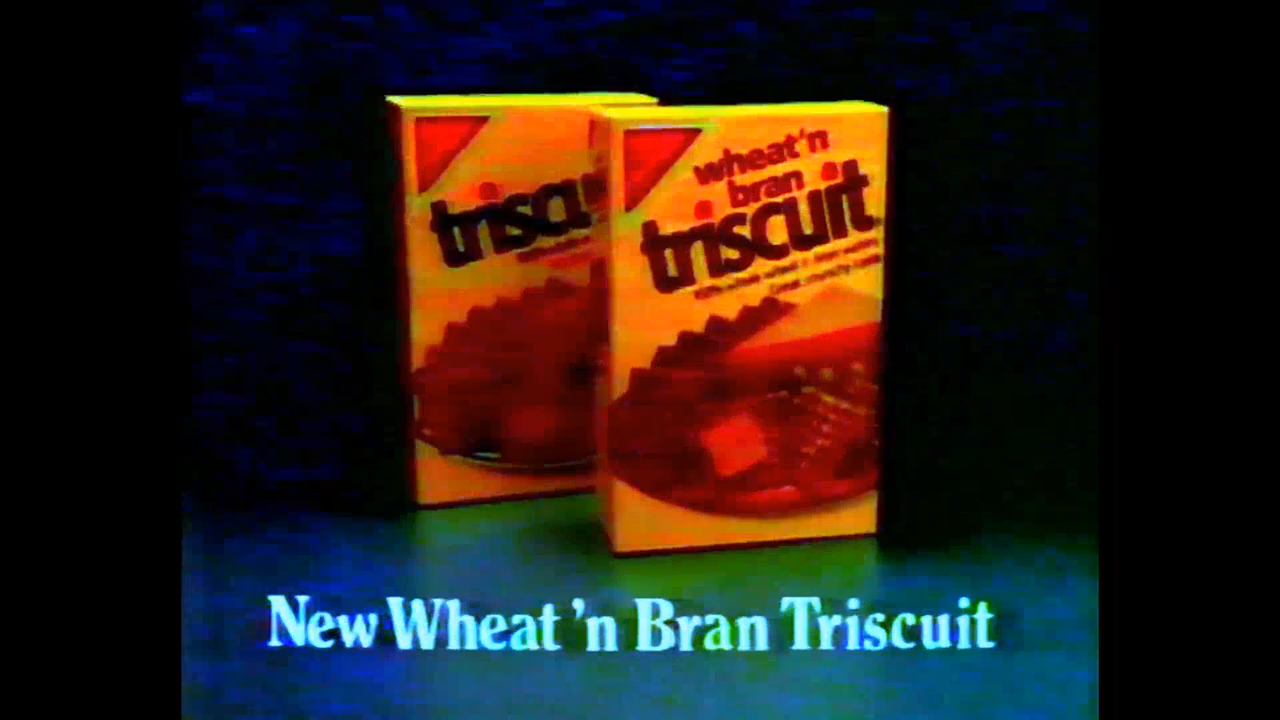 triscu
wheat'n
bran
triscuit
New Wheat 'n Bran Triscuit